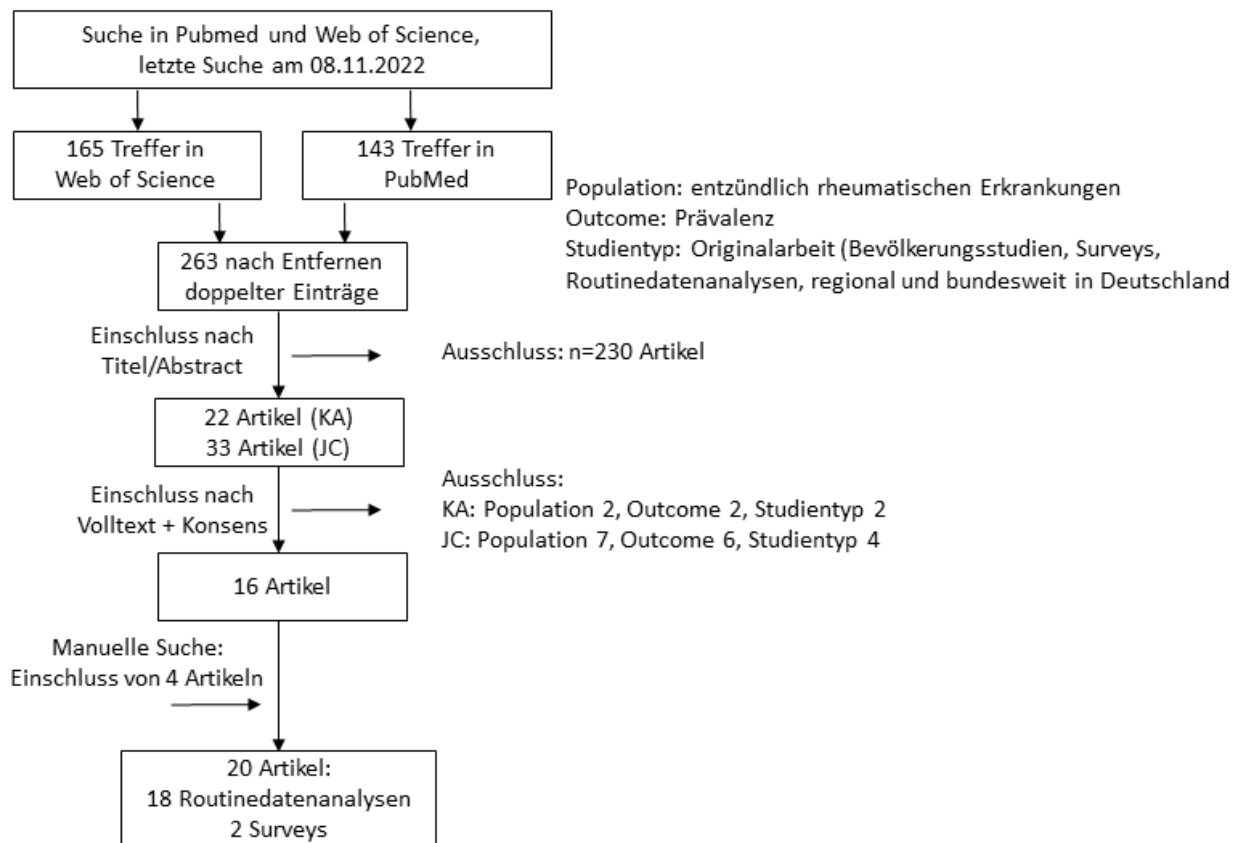 Suche in Pubmed und Web of Science,
letzte Suche am 08.11.2022
165 Treffer in
Web of Science
143 Treffer in
PubMed
Population: entzündlich rheumatischen Erkrankungen
Outcome: Prävalenz
Studientyp: Originalarbeit (Bevölkerungsstudien, Surveys,
Routinedatenanalysen, regional und bundesweit in Deutschland
263 nach Entfernen
doppelter Einträge
Einschluss nach
Titel/Abstract
Ausschluss: n=230 Artikel
22 Artikel (KA)
33 Artikel (JC)
Einschluss nach
Volltext + Konsens
Ausschluss:
KA: Population 2, Outcome 2, Studientyp 2
JC: Population 7, Outcome 6, Studientyp 4
16 Artikel
Manuelle Suche:
Einschluss von 4 Artikeln
20 Artikel:
18 Routinedatenanalysen
2 Surveys